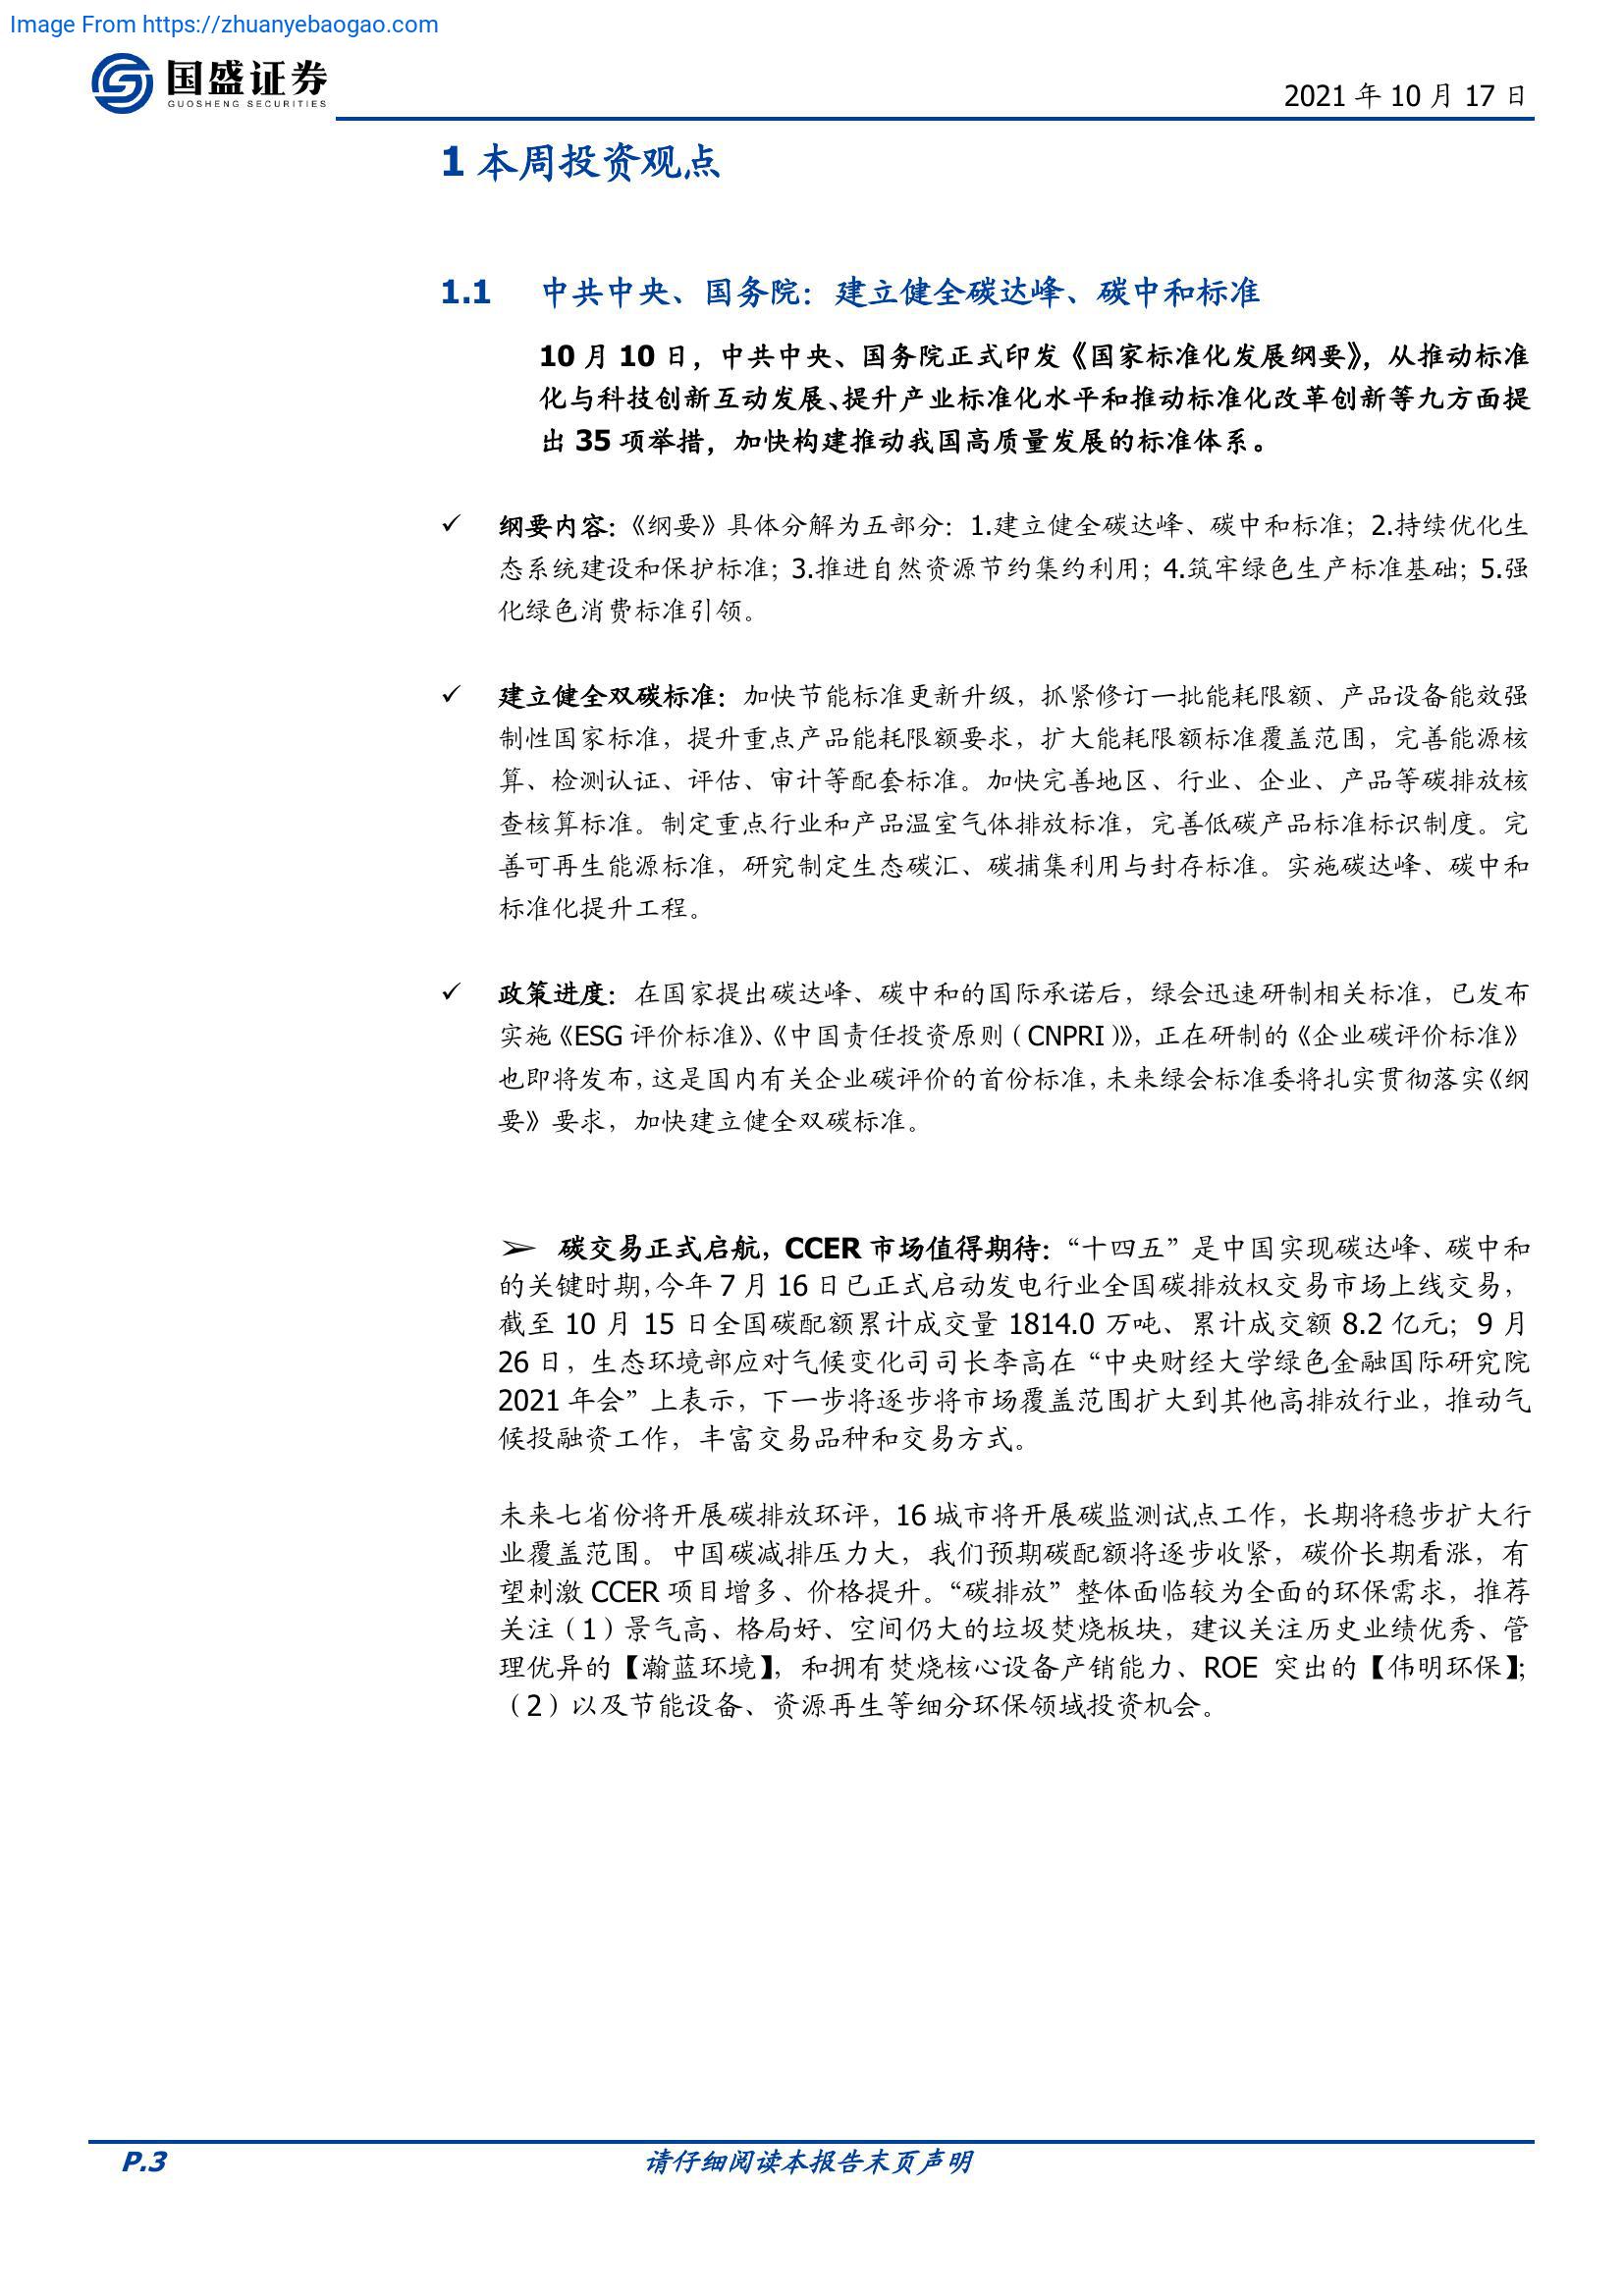 Image From https://zhuanyebaogao.com
国盛证券
GUOSHENG SECURITIES
2021 年 10 月 17 日
1 本周投资观点
1.1 中共中央、国务院：建立健全碳达峰、碳中和标准
10 月 10 日，中共中央、国务院正式印发《国家标准化发展纲要》，从推动标准
化与科技创新互动发展、提升产业标准化水平和推动标准化改革创新等九方面提
出 35 项举措，加快构建推动我国高质量发展的标准体系。
✓ 纲要内容：《纲要》具体分解为五部分：1.建立健全碳达峰、碳中和标准；2.持续优化生
态系统建设和保护标准；3.推进自然资源节约集约利用；4.筑牢绿色生产标准基础；5.强
化绿色消费标准引领。
✓ 建立健全双碳标准：加快节能标准更新升级，抓紧修订一批能耗限额、产品设备能效强
制性国家标准，提升重点产品能耗限额要求，扩大能耗限额标准覆盖范围，完善能源核
算、检测认证、评估、审计等配套标准。加快完善地区、行业、企业、产品等碳排放核
查核算标准。制定重点行业和产品温室气体排放标准，完善低碳产品标准标识制度。完
善可再生能源标准，研究制定生态碳汇、碳捕集利用与封存标准。实施碳达峰、碳中和
标准化提升工程。
✓ 政策进度：在国家提出碳达峰、碳中和的国际承诺后，绿会迅速研制相关标准，已发布
实施《ESG 评价标准》、《中国责任投资原则（CNPRI）》，正在研制的《企业碳评价标准》
也即将发布，这是国内有关企业碳评价的首份标准，未来绿会标准委将扎实贯彻落实《纲
要》要求，加快建立健全双碳标准。
➢ 碳交易正式启航，CCER 市场值得期待：“十四五”是中国实现碳达峰、碳中和
的关键时期，今年 7 月 16 日已正式启动发电行业全国碳排放权交易市场上线交易，
截至 10 月 15 日全国碳配额累计成交量 1814.0 万吨、累计成交额 8.2 亿元；9 月
26 日，生态环境部应对气候变化司司长李高在“中央财经大学绿色金融国际研究院
2021 年会”上表示，下一步将逐步将市场覆盖范围扩大到其他高排放行业，推动气
候投融资工作，丰富交易品种和交易方式。
未来七省份将开展碳排放环评，16 城市将开展碳监测试点工作，长期将稳步扩大行
业覆盖范围。中国碳减排压力大，我们预期碳配额将逐步收紧，碳价长期看涨，有
望刺激 CCER 项目增多、价格提升。“碳排放”整体面临较为全面的环保需求，推荐
关注（1）景气高、格局好、空间仍大的垃圾焚烧板块，建议关注历史业绩优秀、管
理优异的【瀚蓝环境】，和拥有焚烧核心设备产销能力、ROE 突出的【伟明环保】；
（2）以及节能设备、资源再生等细分环保领域投资机会。
P.3
请仔细阅读本报告末页声明